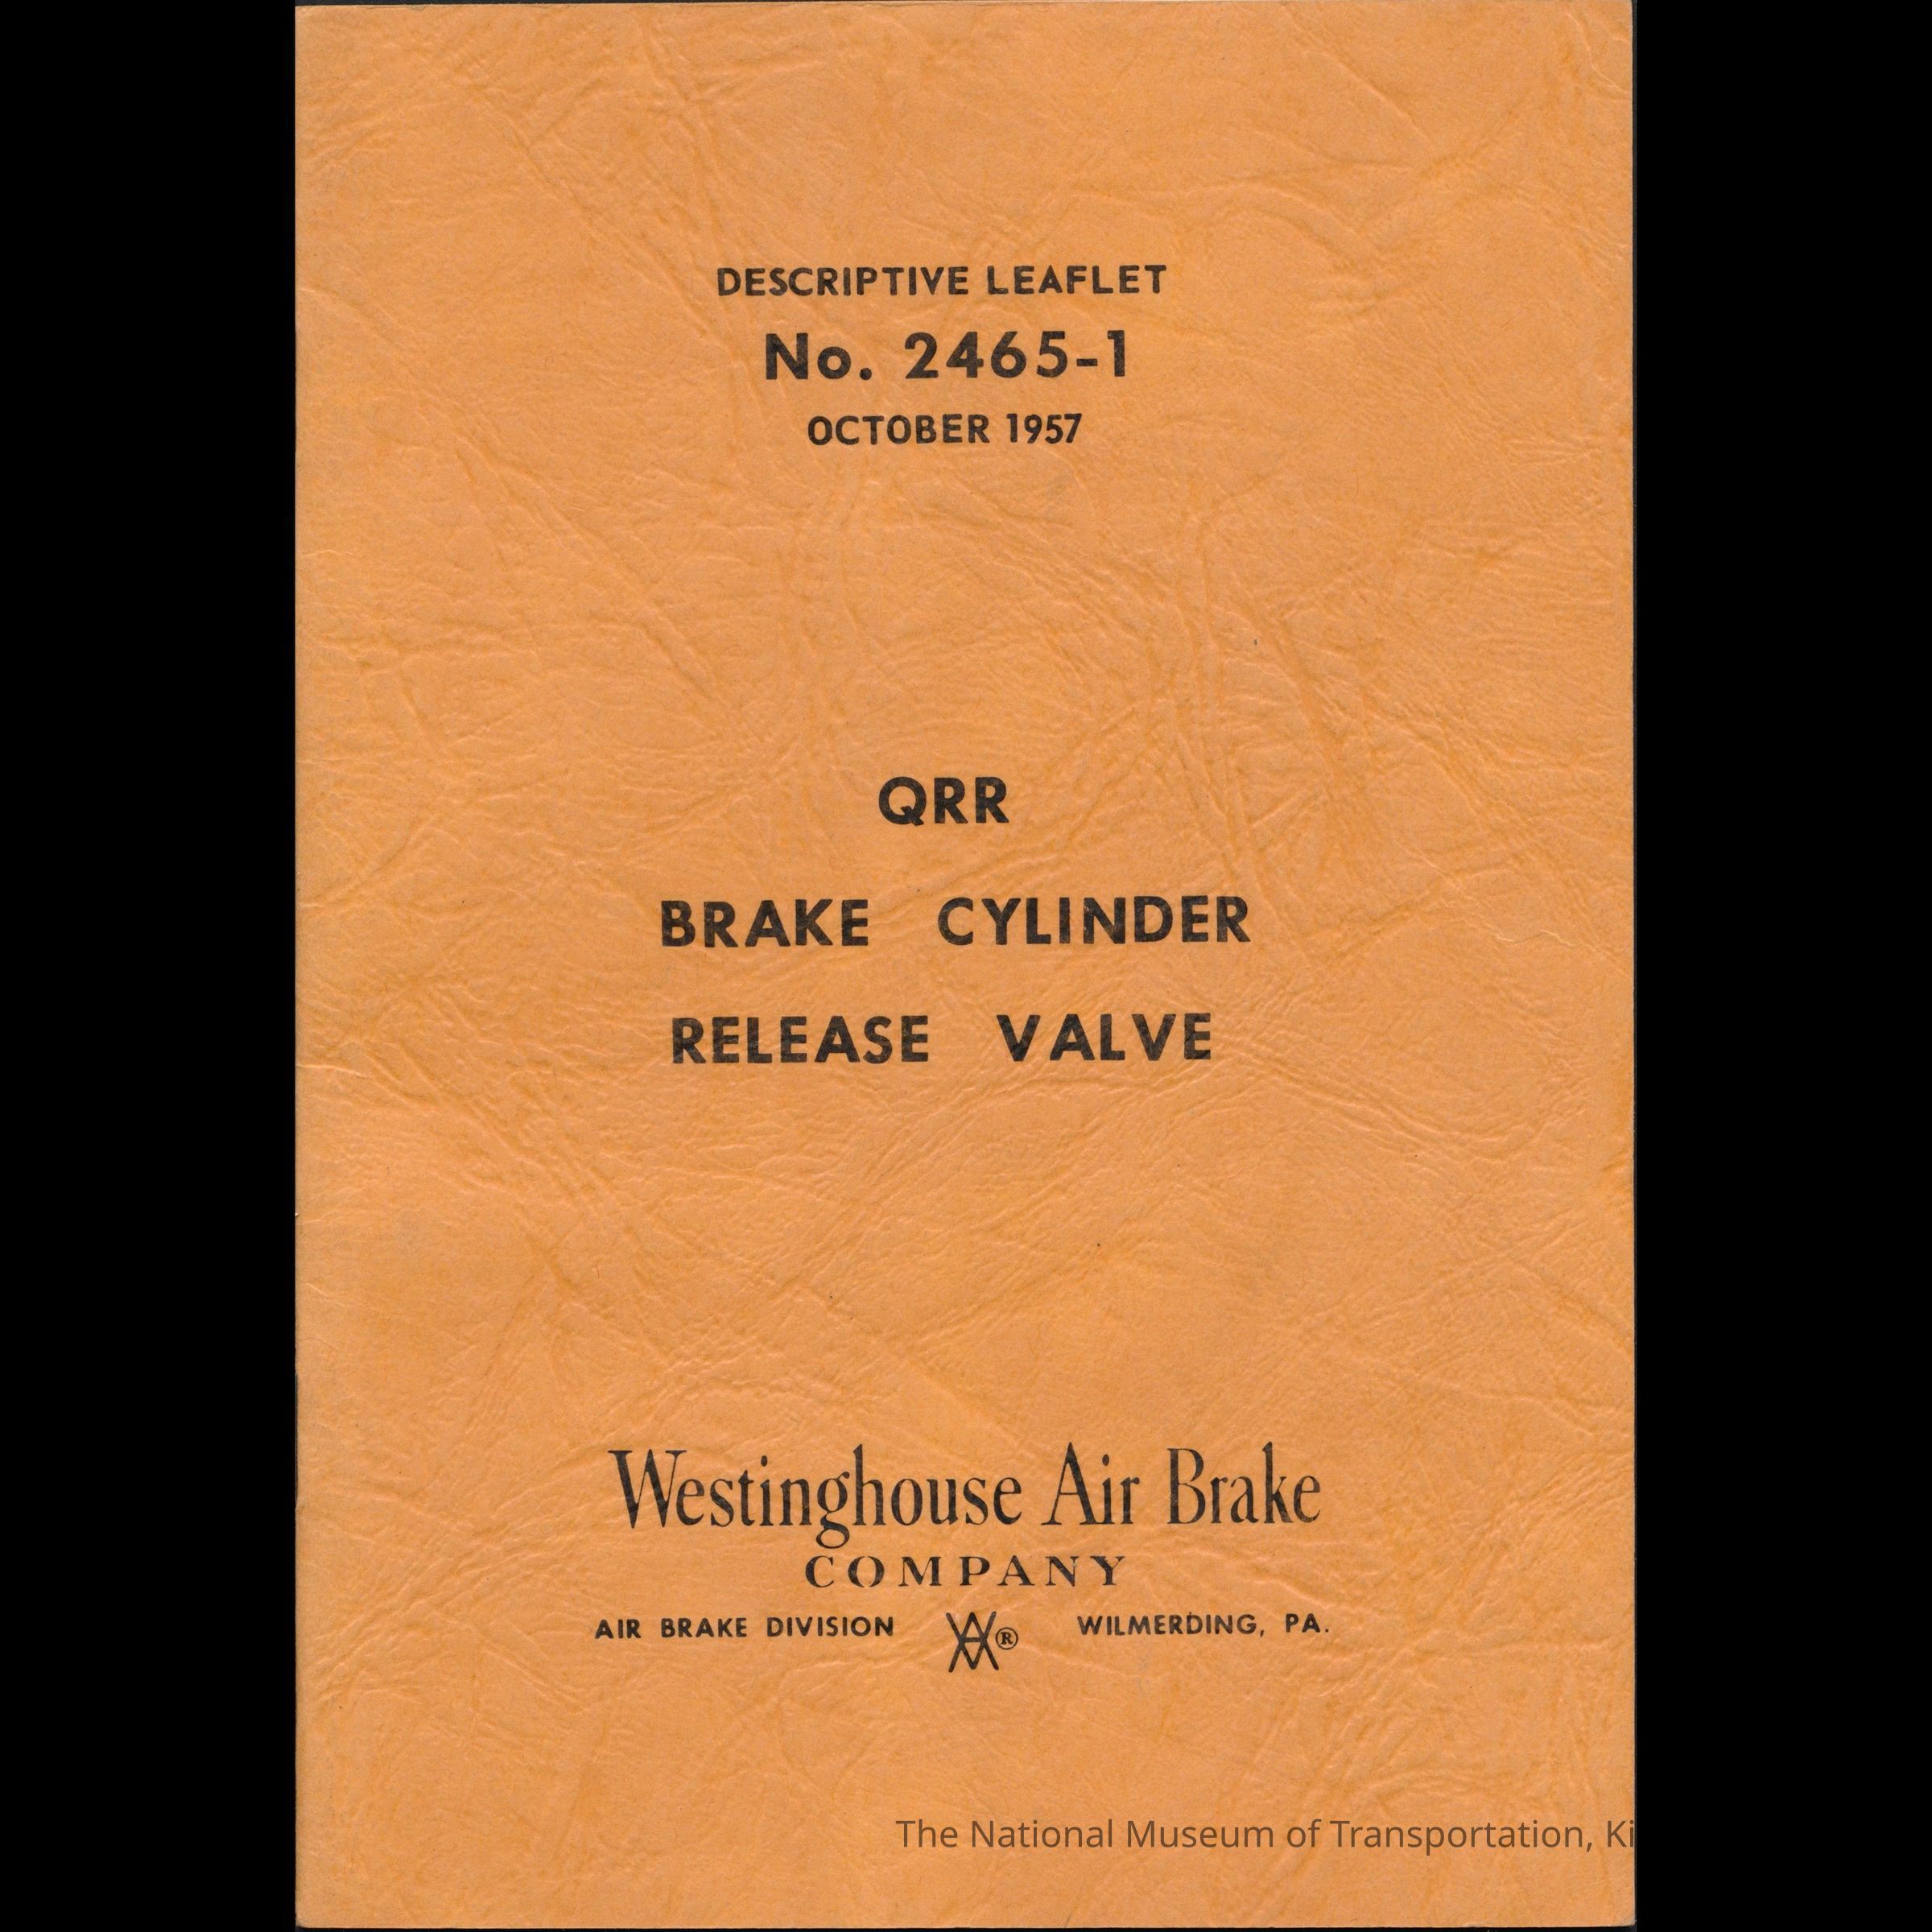 DESCRIPTIVE LEAFLET
No. 2465-1
OCTOBER 1957
QRR
BRAKE CYLINDER
RELEASE VALVE
Westinghouse Air Brake
COMPANY
AIR BRAKE DIVISION WA® WILMERDING, PA.
The National Museum of Transportation, Ki